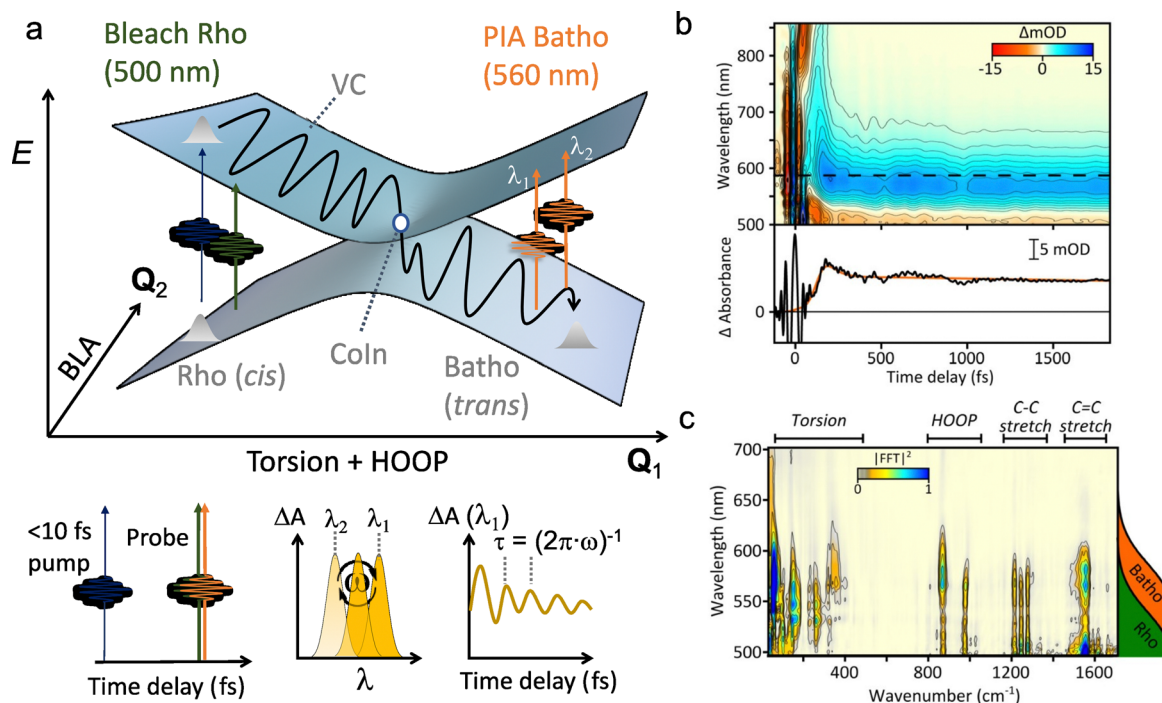 a
Bleach Rho
(500 nm)
PIA Batho
(560 nm)
VC
E
λ1
λ2
Q2
BLA
Rho (cis)
CoIn
Batho
(trans)
Torsion + HOOP
Q1
<10 fs
pump
Probe
Time delay (fs)
ΔA
λ2
λ1
ω
λ
ΔA (λ1)
τ = (2π·ω)-1
Time delay (fs)
b
ΔmOD
-15
0
15
Wavelength (nm)
800
700
600
500
5 mOD
Δ Absorbance
0
0
500
1000
1500
Time delay (fs)
c
Torsion
HOOP
C-C
stretch
C=C
stretch
|FFT|2
0
1
Wavelength (nm)
700
650
600
550
500
Batho
Rho
400
800
1200
1600
Wavenumber (cm-1)